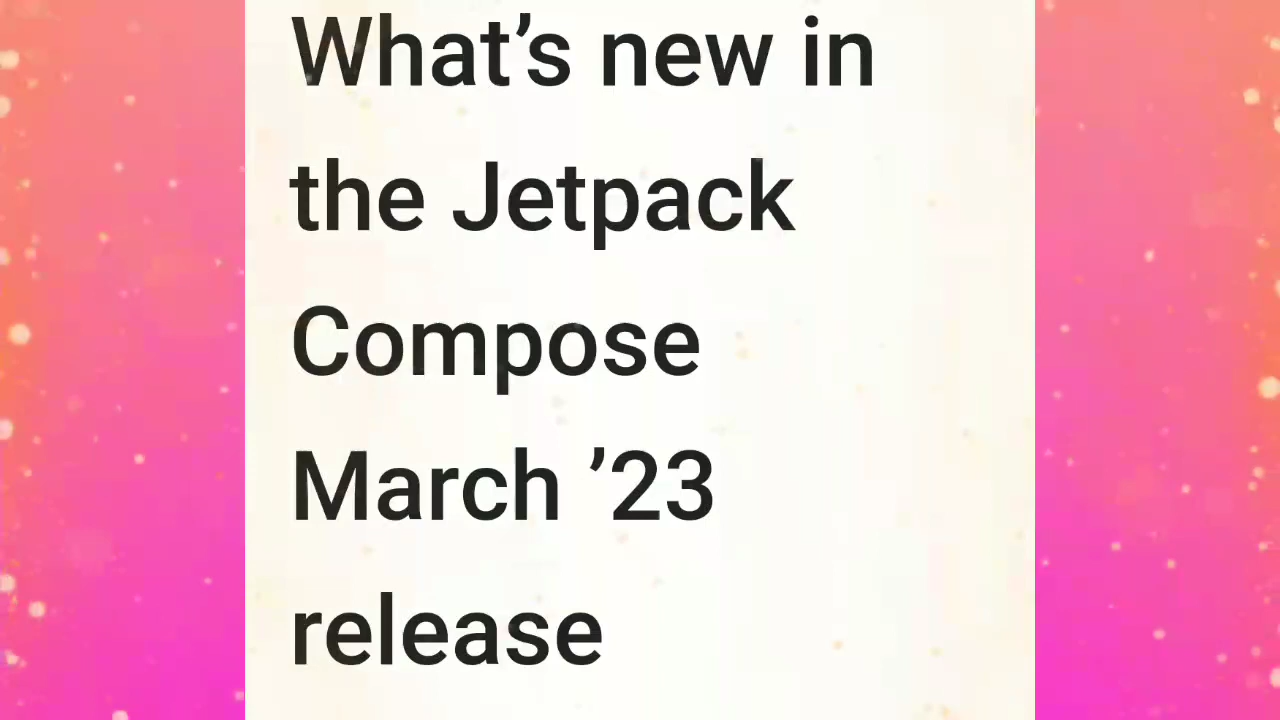 What’s new in
the Jetpack
Compose
March ’23
release